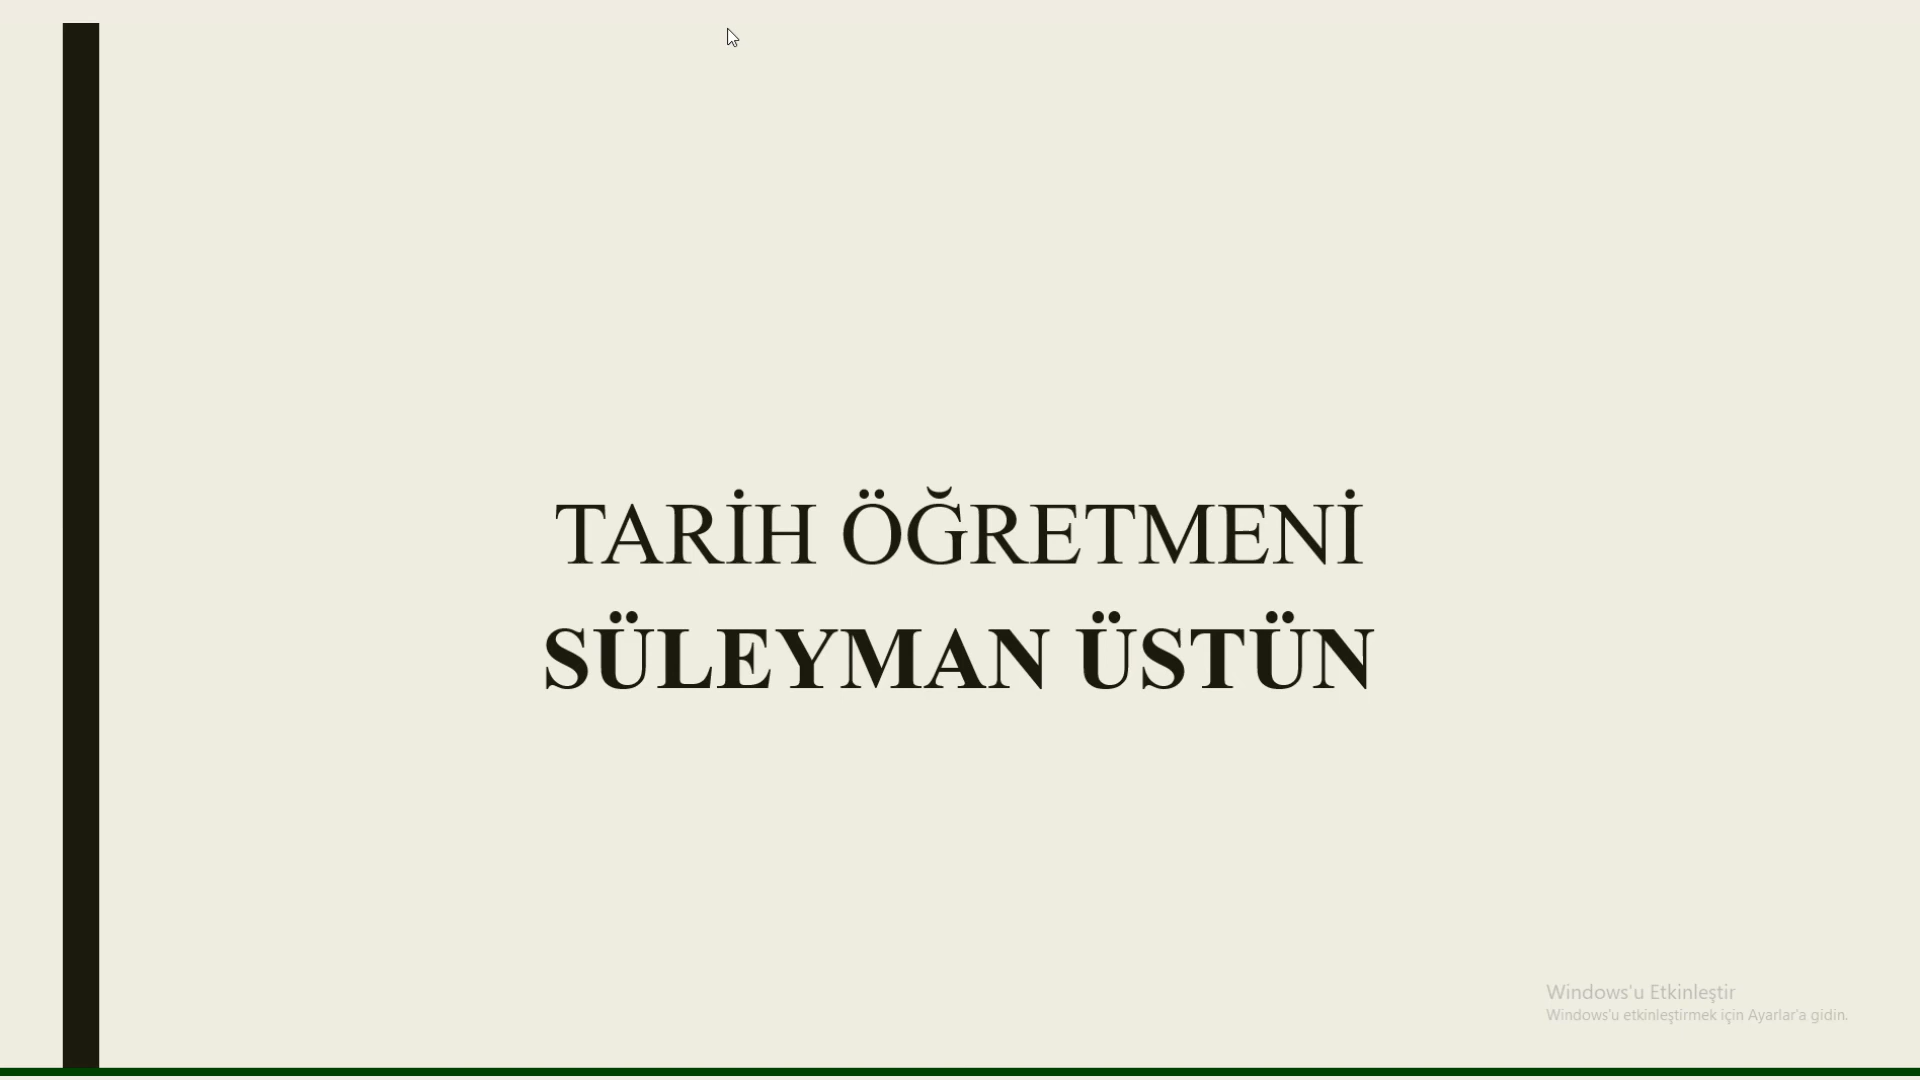 TARİH ÖĞRETMENİ
SÜLEYMAN ÜSTÜN
Windows'u Etkinleştir
Windows'u etkinleştirmek için Ayarlar'a gidin.